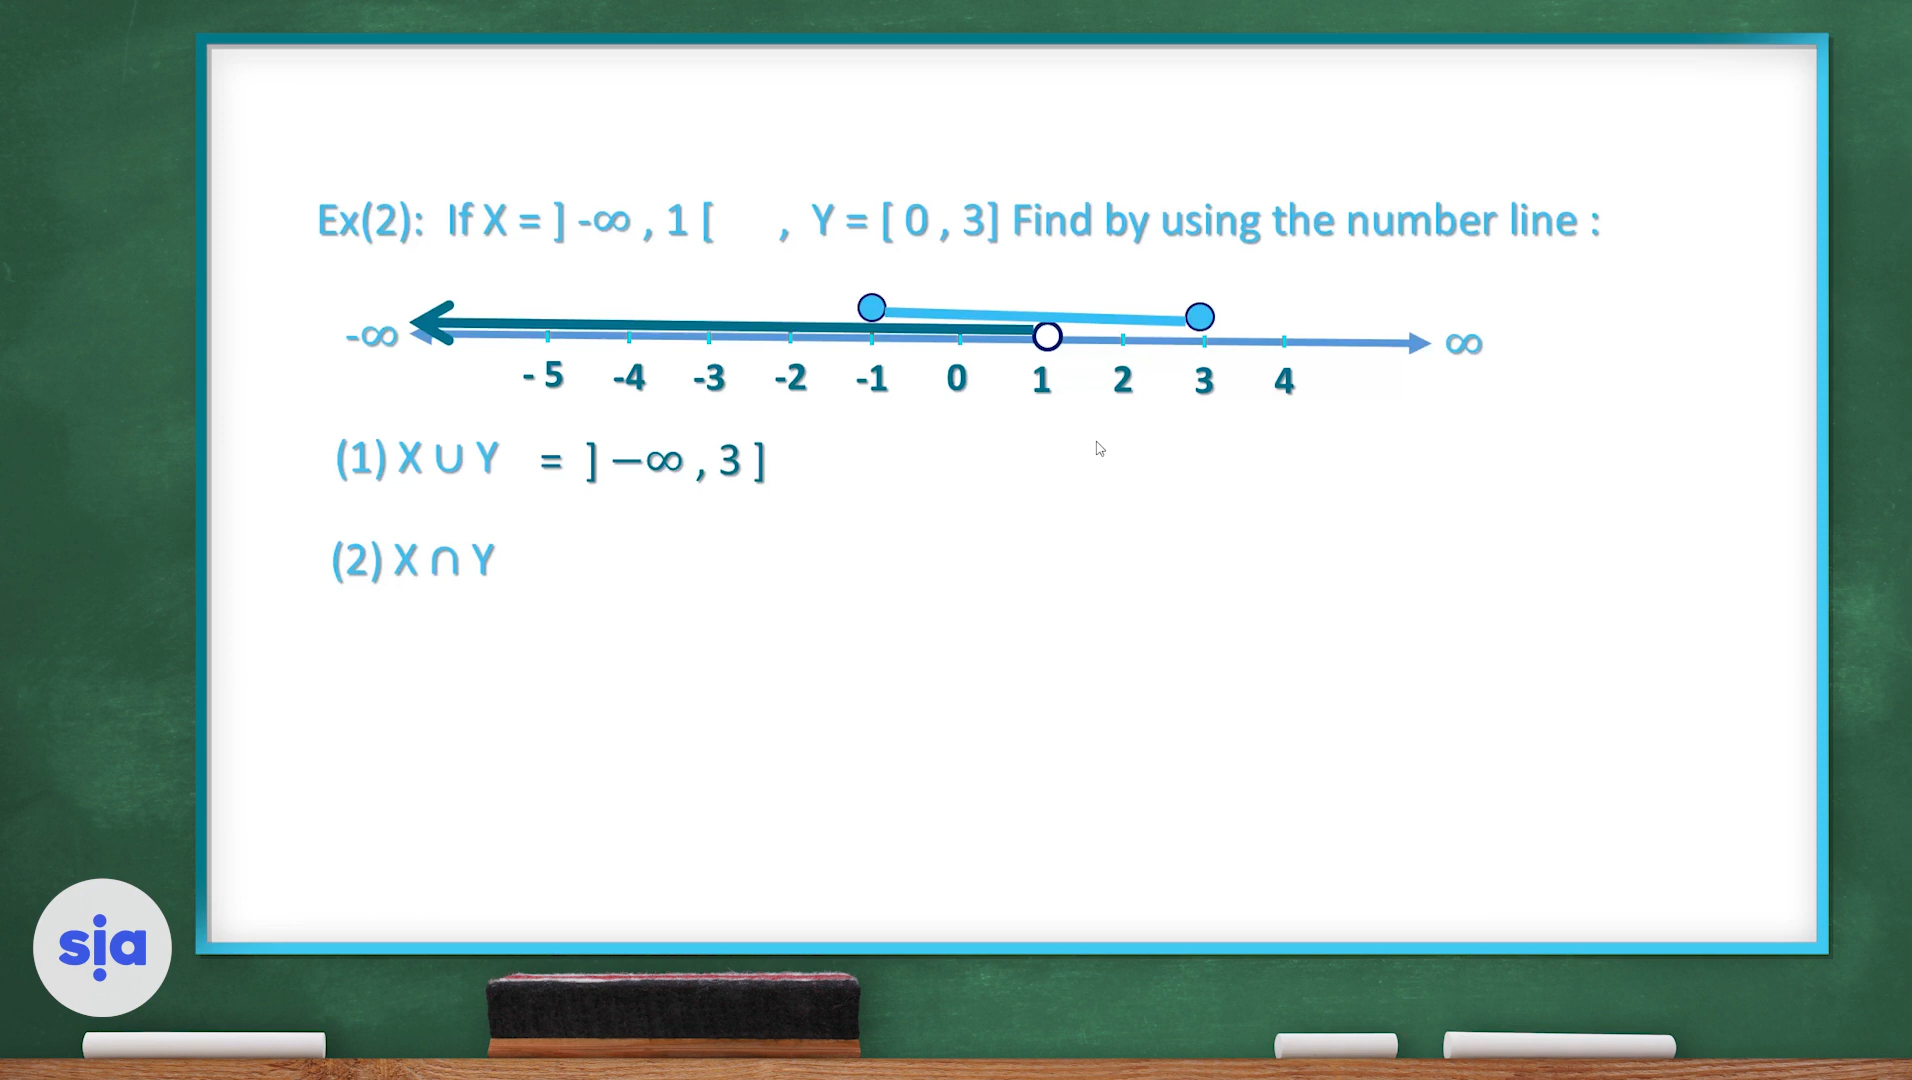 Ex(2): If X = ] -∞ , 1 [ , Y = [ 0 , 3] Find by using the number line :
-∞ ∞
- 5 -4 -3 -2 -1 0 1 2 3 4
(1) X ∪ Y = ] −∞ , 3 ]
(2) X ∩ Y
sia